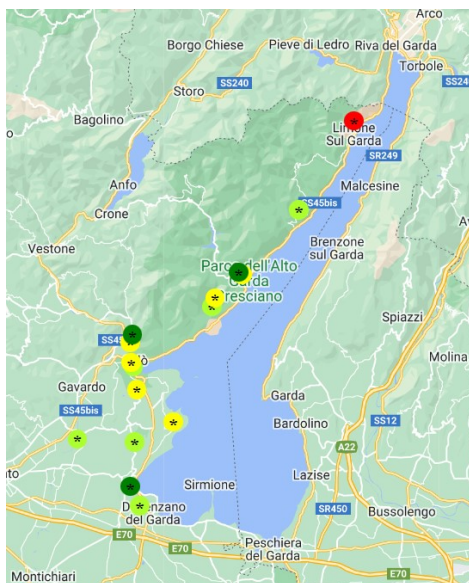 Arco
Borgo Chiese
Pieve di Ledro
Riva del Garda
Torbole
SS240
Storo
Bagolino
Limone
Sul Garda
SR249
Anfo
Malcesine
Crone
SS45bis
Brenzone
sul Garda
Vestone
Parco dell'Alto
Garda
Bresciano
Spiazzi
Molina
Gavardo
Garda
SS45bis
Bardolino
SS12
A22
Sirmione
Lazise
del Garda
SR450
Bussolengo
E70
E70
Peschiera
del Garda
E70
Montichiari